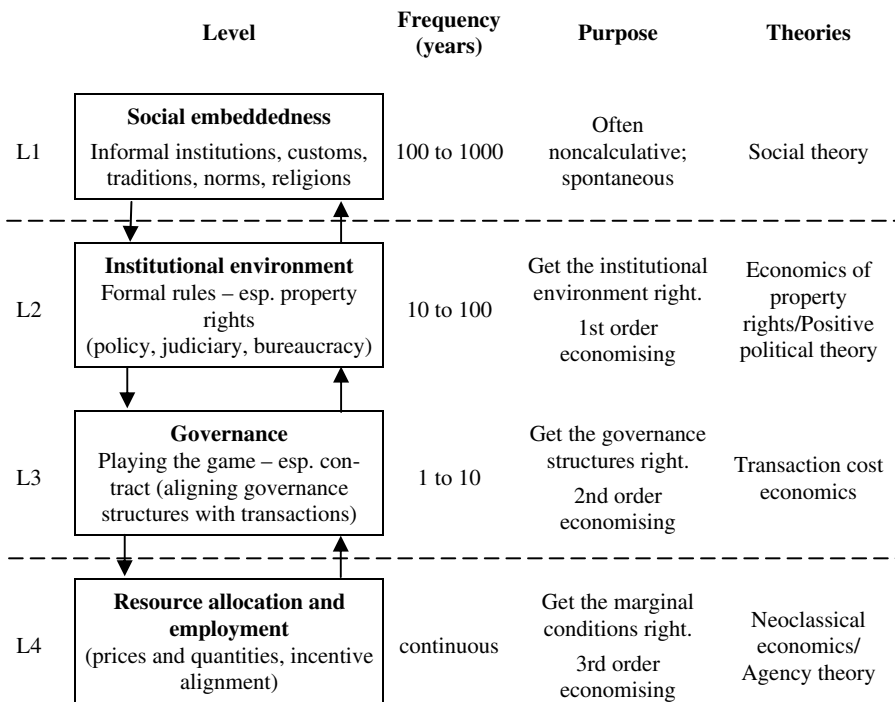 Level
Frequency
(years)
Purpose
Theories
L1
Social embeddedness
Informal institutions, customs,
traditions, norms, religions
100 to 1000
Often
noncalculative;
spontaneous
Social theory
L2
Institutional environment
Formal rules – esp. property
rights
(policy, judiciary, bureaucracy)
10 to 100
Get the institutional
environment right.
1st order
economising
Economics of
property
rights/Positive
political theory
L3
Governance
Playing the game – esp. con-
tract (aligning governance
structures with transactions)
1 to 10
Get the governance
structures right.
2nd order
economising
Transaction cost
economics
L4
Resource allocation and
employment
(prices and quantities, incentive
alignment)
continuous
Get the marginal
conditions right.
3rd order
economising
Neoclassical
economics/
Agency theory